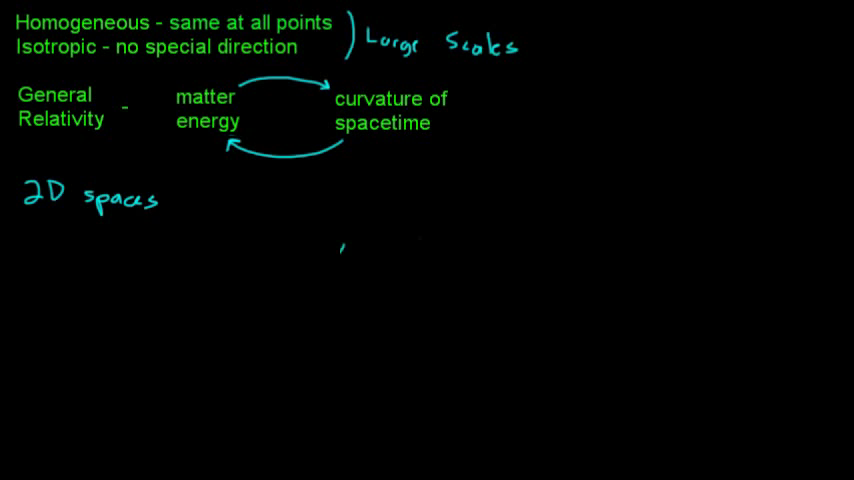 Homogeneous - same at all points
Isotropic - no special direction
Large Scales
General Relativity - matter energy
curvature of spacetime
2D spaces